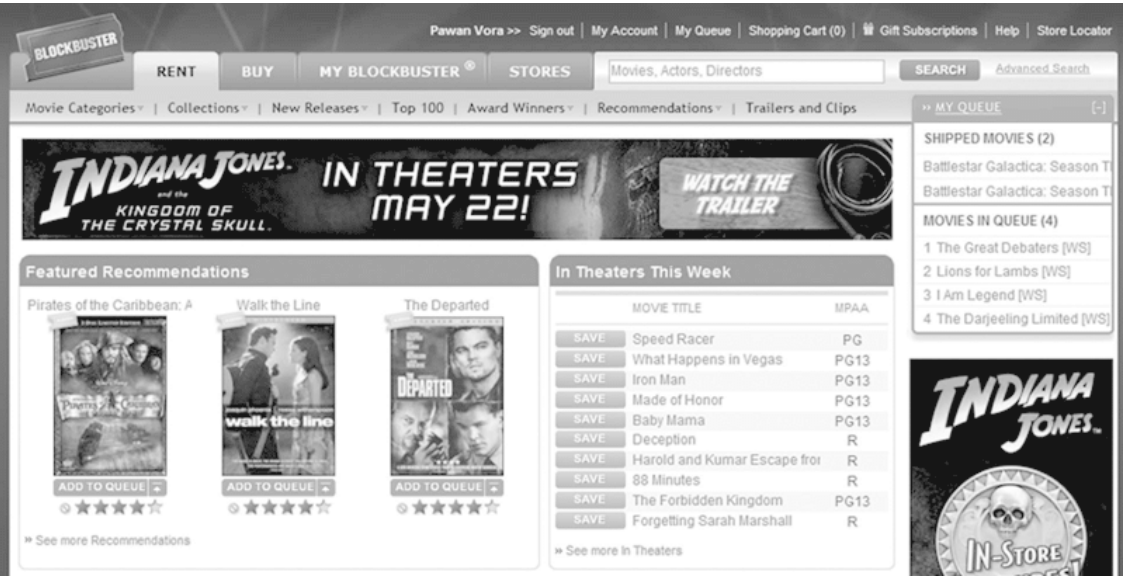 BLOCKBUSTER
Pawan Vora >> Sign out | My Account | My Queue | Shopping Cart (0) | Gift Subscriptions | Help | Store Locator
RENT BUY MY BLOCKBUSTER ® STORES Movies, Actors, Directors SEARCH Advanced Search
Movie Categories | Collections | New Releases | Top 100 | Award Winners | Recommendations | Trailers and Clips
» MY QUEUE [-]
SHIPPED MOVIES (2)
Battlestar Galactica: Season T
Battlestar Galactica: Season T
MOVIES IN QUEUE (4)
1 The Great Debaters [WS]
2 Lions for Lambs [WS]
3 I Am Legend [WS]
4 The Darjeeling Limited [WS]
INDIANA JONES
and the
KINGDOM OF
THE CRYSTAL SKULL.
IN THEATERS
MAY 22!
WATCH THE
TRAILER
Featured Recommendations
Pirates of the Caribbean: A
Walk the Line
The Departed
walk the line
THE
DEPARTED
ADD TO QUEUE ADD TO QUEUE ADD TO QUEUE
» See more Recommendations
In Theaters This Week
MOVIE TITLE MPAA
SAVE Speed Racer PG
SAVE What Happens in Vegas PG13
SAVE Iron Man PG13
SAVE Made of Honor PG13
SAVE Baby Mama PG13
SAVE Deception R
SAVE Harold and Kumar Escape fro R
SAVE 88 Minutes R
SAVE The Forbidden Kingdom PG13
SAVE Forgetting Sarah Marshall R
» See more In Theaters
INDIANA
JONES
IN-STORE